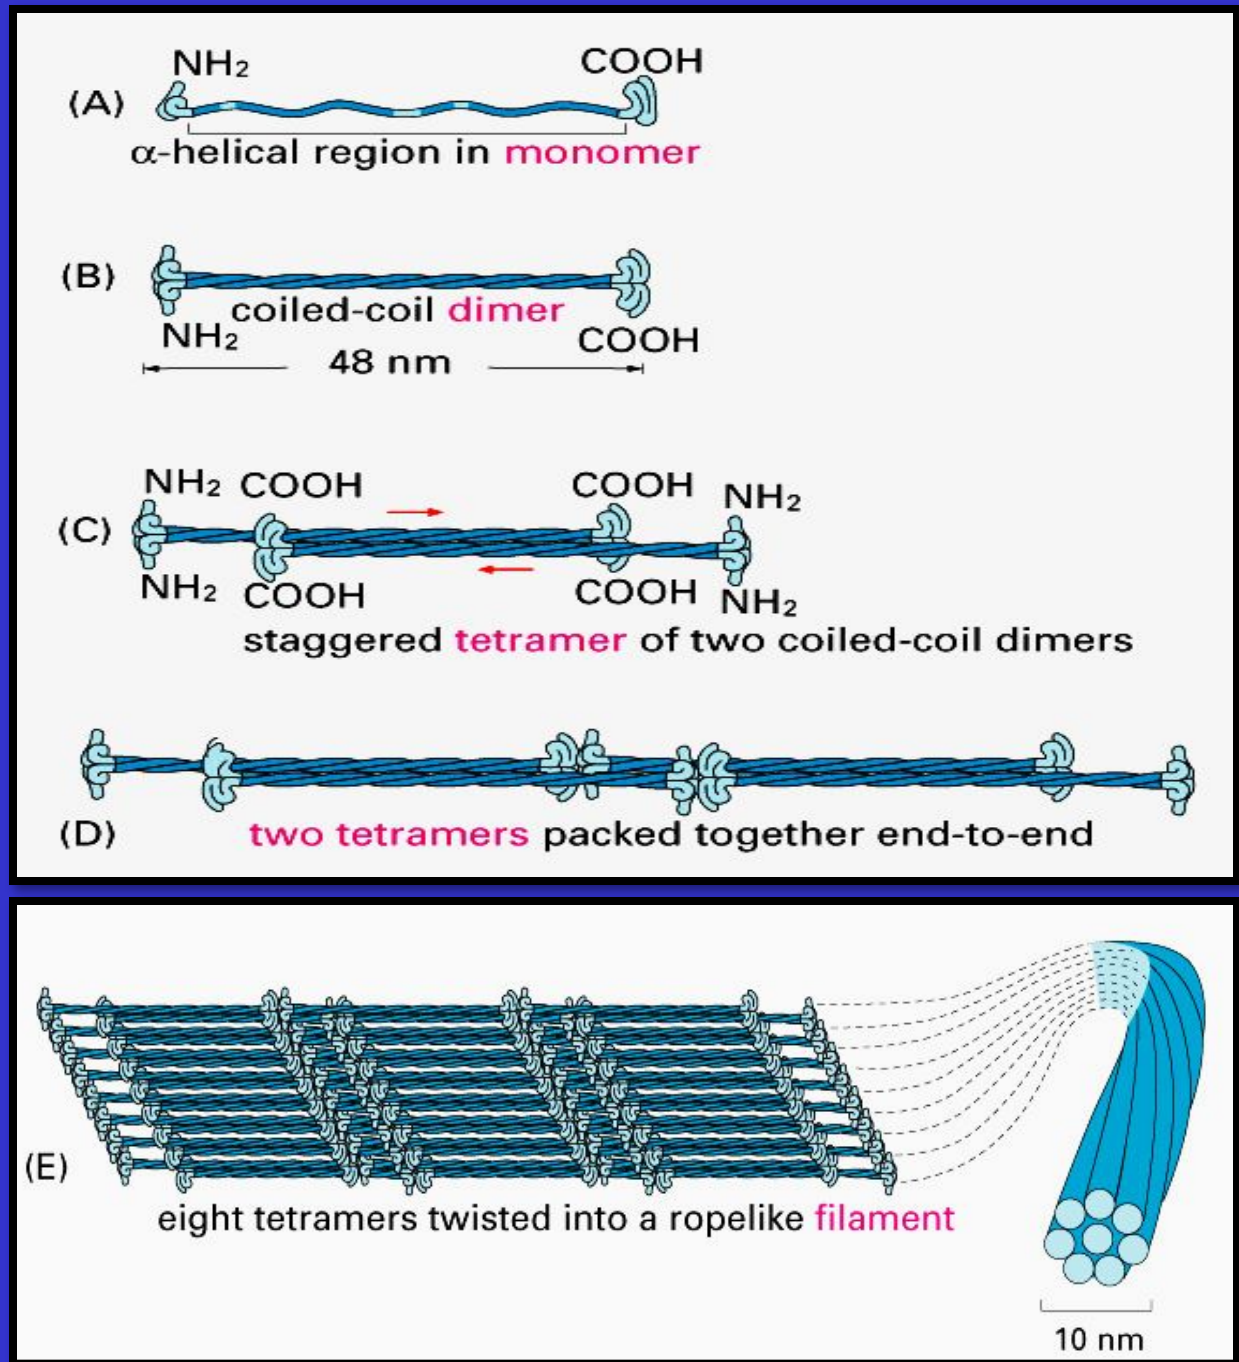 NH₂ COOH
(A)
α-helical region in monomer
(B)
coiled-coil dimer
NH₂ COOH
48 nm
NH₂ COOH COOH NH₂
(C)
NH₂ COOH COOH NH₂
staggered tetramer of two coiled-coil dimers
(D) two tetramers packed together end-to-end
(E)
eight tetramers twisted into a ropelike filament
10 nm